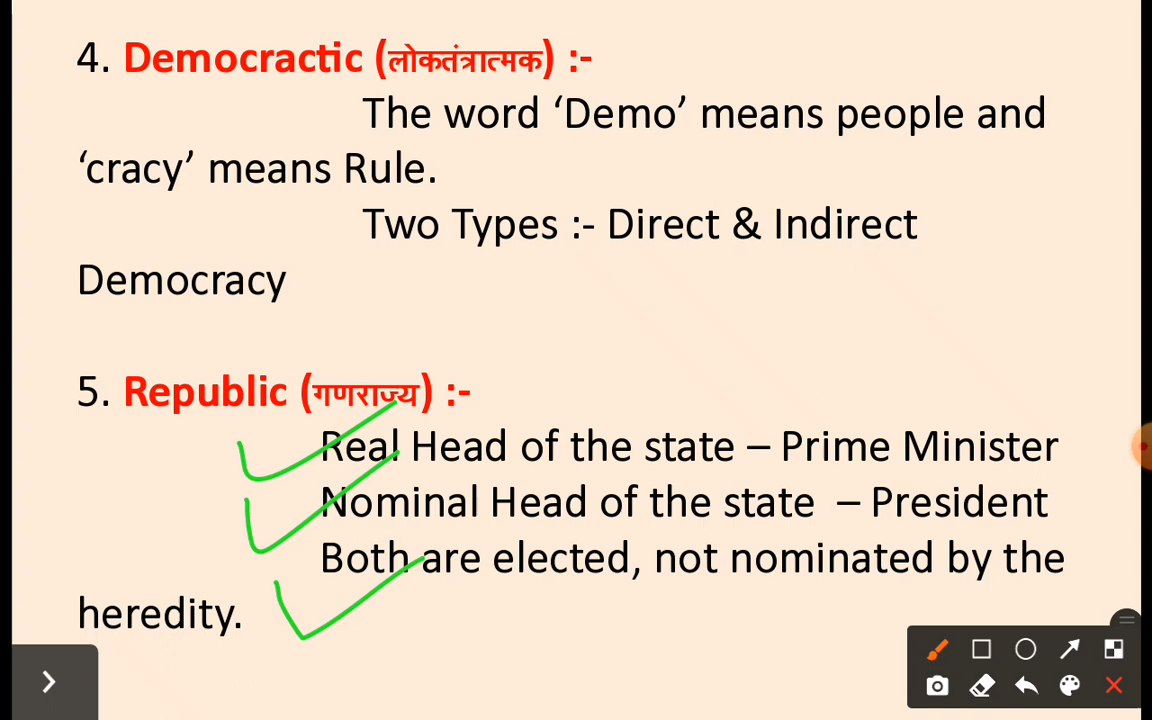 4. Democractic (लोकतंत्रात्मक) :-
The word ‘Demo’ means people and
‘cracy’ means Rule.
Two Types :- Direct & Indirect
Democracy
5. Republic (गणराज्य) :-
Real Head of the state – Prime Minister
Nominal Head of the state – President
Both are elected, not nominated by the
heredity.